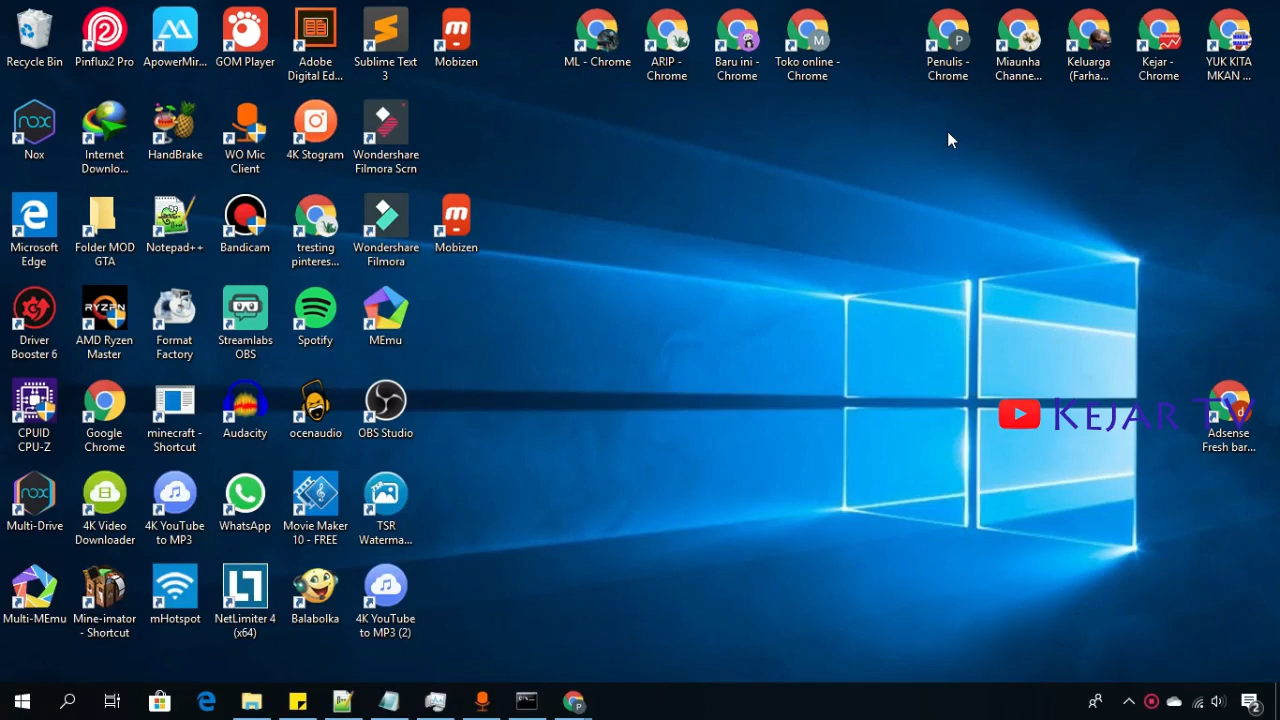 Recycle Bin
Pinflux2 Pro
ApowerMir...
GOM Player
Adobe
Digital Ed...
Sublime Text
3
Mobizen
ML - Chrome
ARIP -
Chrome
Baru ini -
Chrome
Toko online -
Chrome
M
Penulis -
Chrome
P
Miaunha
Channe...
Keluarga
(Farha...
Kejar -
Chrome
YUK KITA
MKAN ...
Nox
Internet
Downlo...
HandBrake
WO Mic
Client
4K Stogram
Wondershare
Filmora Scrn
Microsoft
Edge
Folder MOD
GTA
Notepad++
Bandicam
tresting
pinteres...
Wondershare
Filmora
Mobizen
Driver
Booster 6
RYZEN
AMD Ryzen
Master
Format
Factory
Streamlabs
OBS
Spotify
MEmu
CPUID
CPU-Z
Google
Chrome
minecraft -
Shortcut
Audacity
ocenaudio
OBS Studio
KEJAR TV
d
Adsense
Fresh bar...
nox
Multi-Drive
4K Video
Downloader
4K YouTube
to MP3
WhatsApp
Movie Maker
10 - FREE
TSR
Waterma...
Multi-MEmu
Mine-imator
- Shortcut
mHotspot
NetLimiter 4
(x64)
Balabolka
4K YouTube
to MP3 (2)
P
2